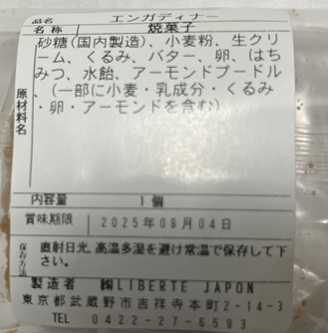 品名 エンガディナー
名称 焼菓子
原材料名 砂糖(国内製造)、小麦粉、生クリ
ーム、くるみ、バター、卵、はち
みつ、水飴、アーモンドプードル
、(一部に小麦・乳成分・くるみ
・卵・アーモンドを含む)
内容量 1個
賞味期限 2025年08月04日
保存方法 直射日光、高温多湿を避け常温で保存して下
さい。
製造者 ㈱LIBERTE JAPON
東京都武蔵野市吉祥寺本町2-14-3
TEL 0422-27-6593